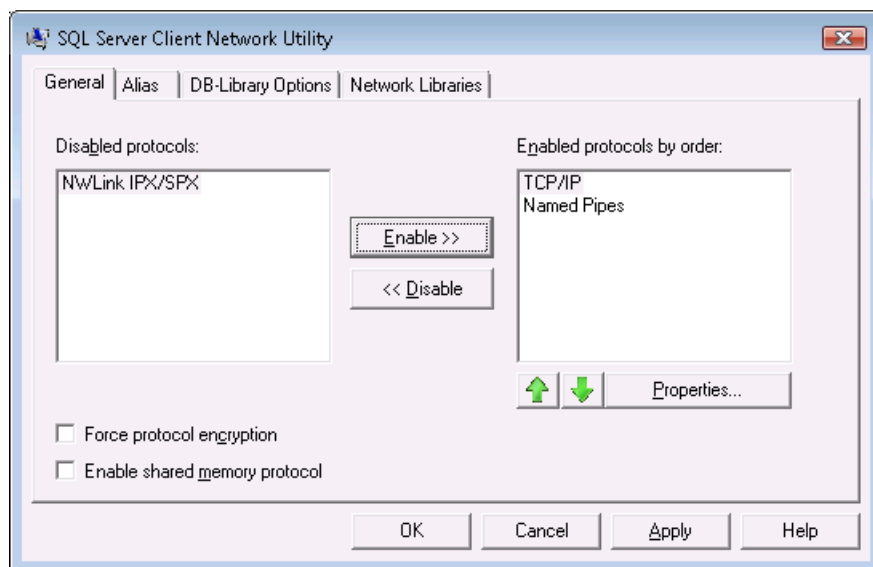 SQL Server Client Network Utility
General Alias DB-Library Options Network Libraries
Disabled protocols:
Enabled protocols by order:
NWLink IPX/SPX
TCP/IP
Named Pipes
Enable >>
<< Disable
Properties...
Force protocol encryption
Enable shared memory protocol
OK Cancel Apply Help